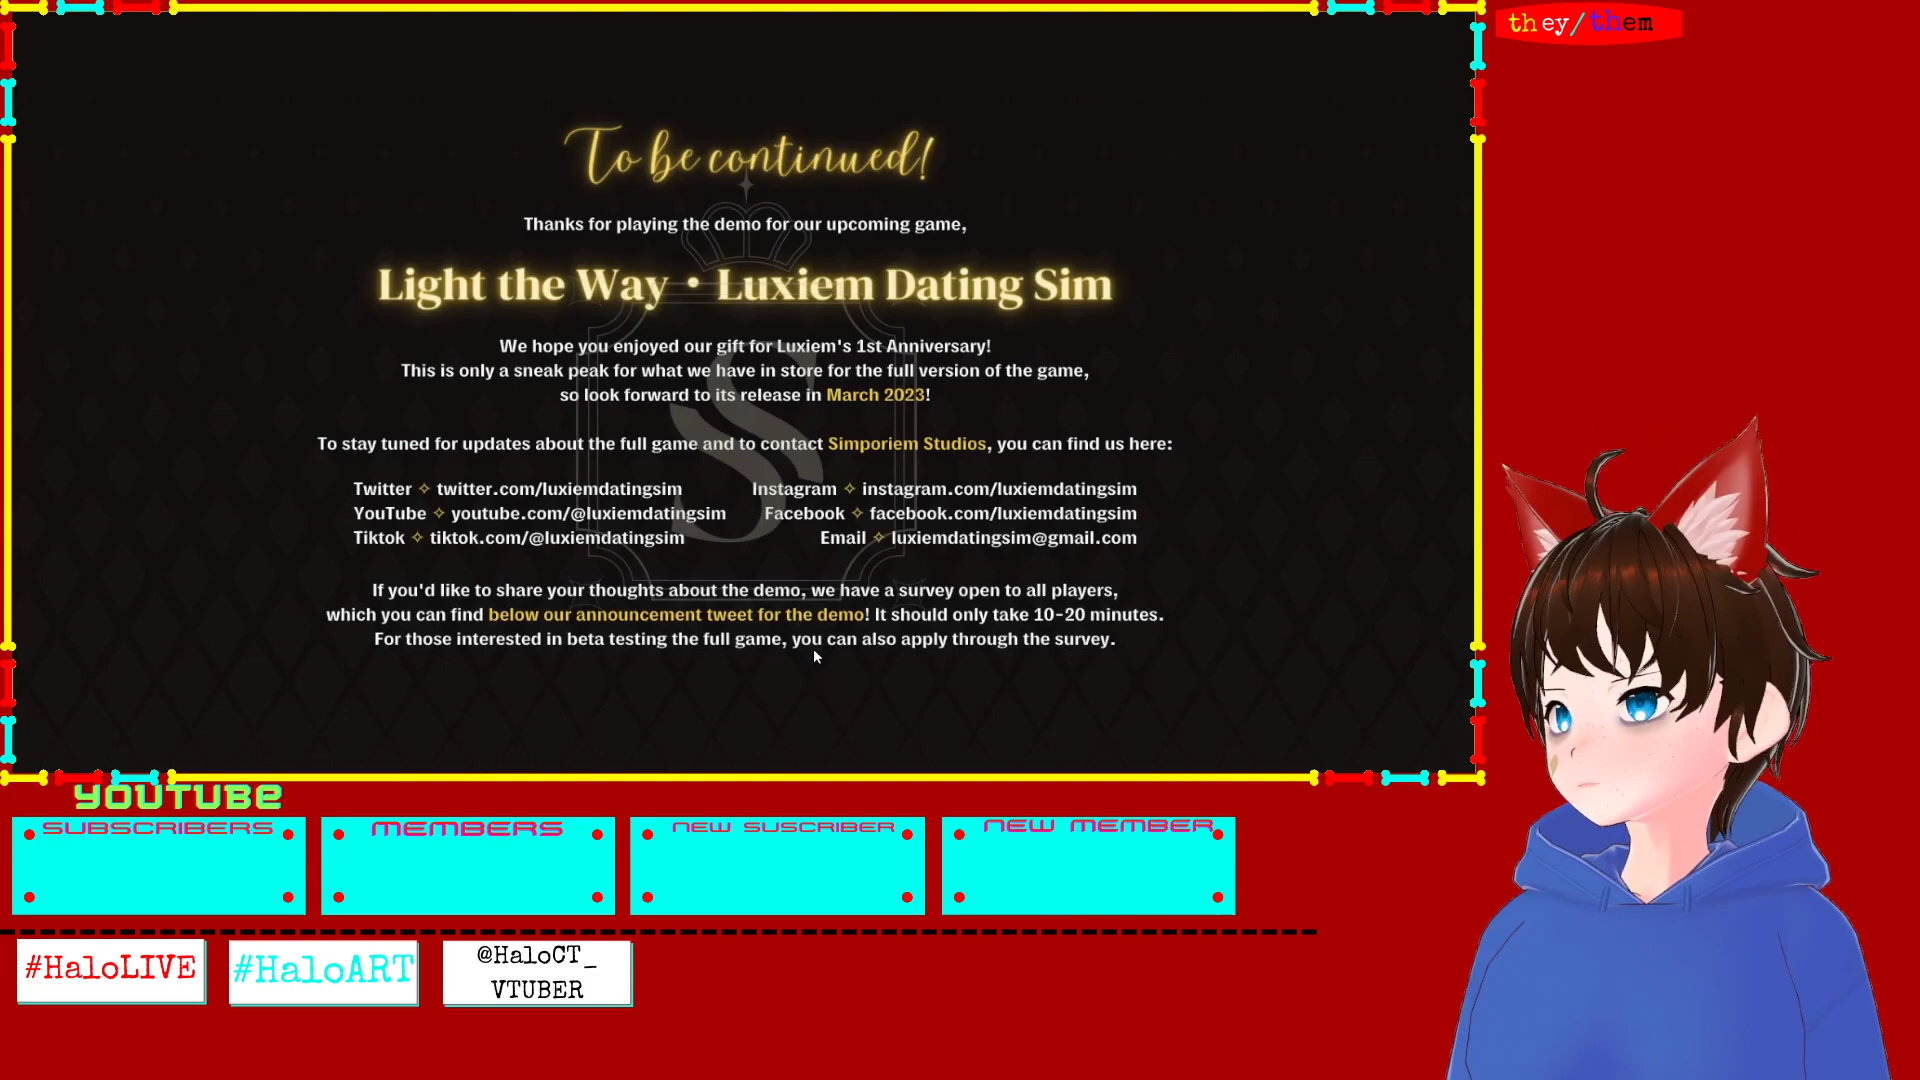 they/them
To be continued!
Thanks for playing the demo for our upcoming game,
Light the Way • Luxiem Dating Sim
We hope you enjoyed our gift for Luxiem's 1st Anniversary!
This is only a sneak peak for what we have in store for the full version of the game,
so look forward to its release in March 2023!
To stay tuned for updates about the full game and to contact Simporiem Studios, you can find us here:
Twitter ✧ twitter.com/luxiemdatingsim Instagram ✧ instagram.com/luxiemdatingsim
YouTube ✧ youtube.com/@luxiemdatingsim Facebook ✧ facebook.com/luxiemdatingsim
Tiktok ✧ tiktok.com/@luxiemdatingsim Email ✧ luxiemdatingsim@gmail.com
If you'd like to share your thoughts about the demo, we have a survey open to all players,
which you can find below our announcement tweet for the demo! It should only take 10-20 minutes.
For those interested in beta testing the full game, you can also apply through the survey.
YOUTUBE
SUBSCRIBERS MEMBERS NEW SUSCRIBER NEW MEMBER
#HaloLIVE #HaloART @HaloCT_
VTUBER